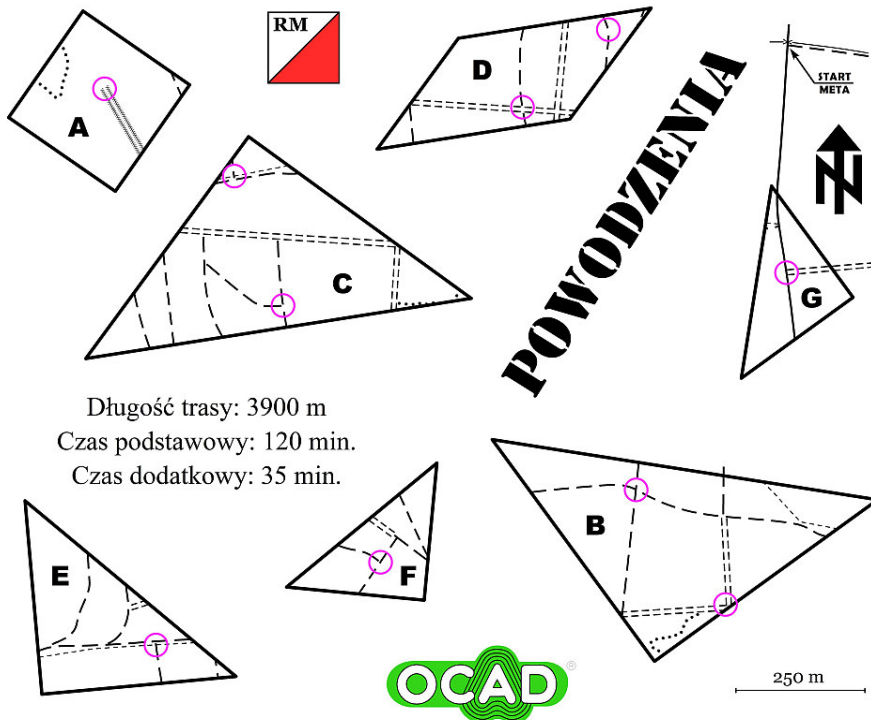 RM
D
A
START
META
N
POWODZENIA
C
G
Długość trasy: 3900 m
Czas podstawowy: 120 min.
Czas dodatkowy: 35 min.
B
E
F
OCAD®
250 m